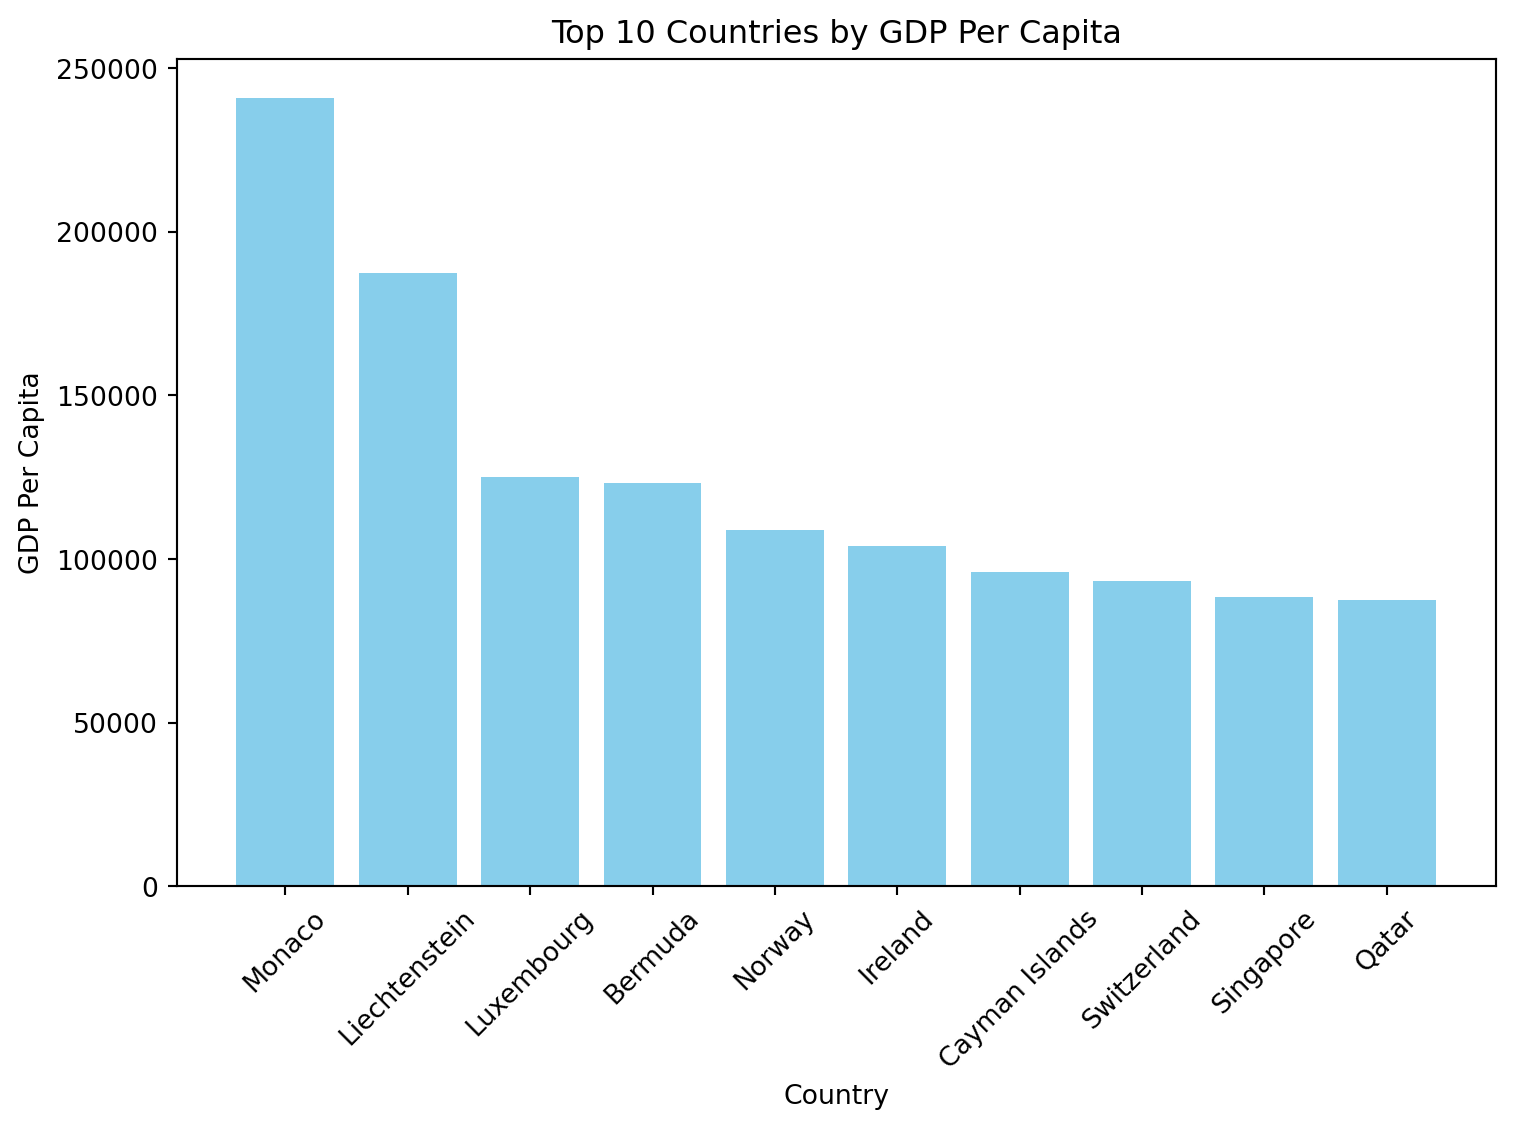 Top 10 Countries by GDP Per Capita
GDP Per Capita
250000
200000
150000
100000
50000
0
Monaco
Liechtenstein
Luxembourg
Bermuda
Norway
Ireland
Cayman Islands
Switzerland
Singapore
Qatar
Country